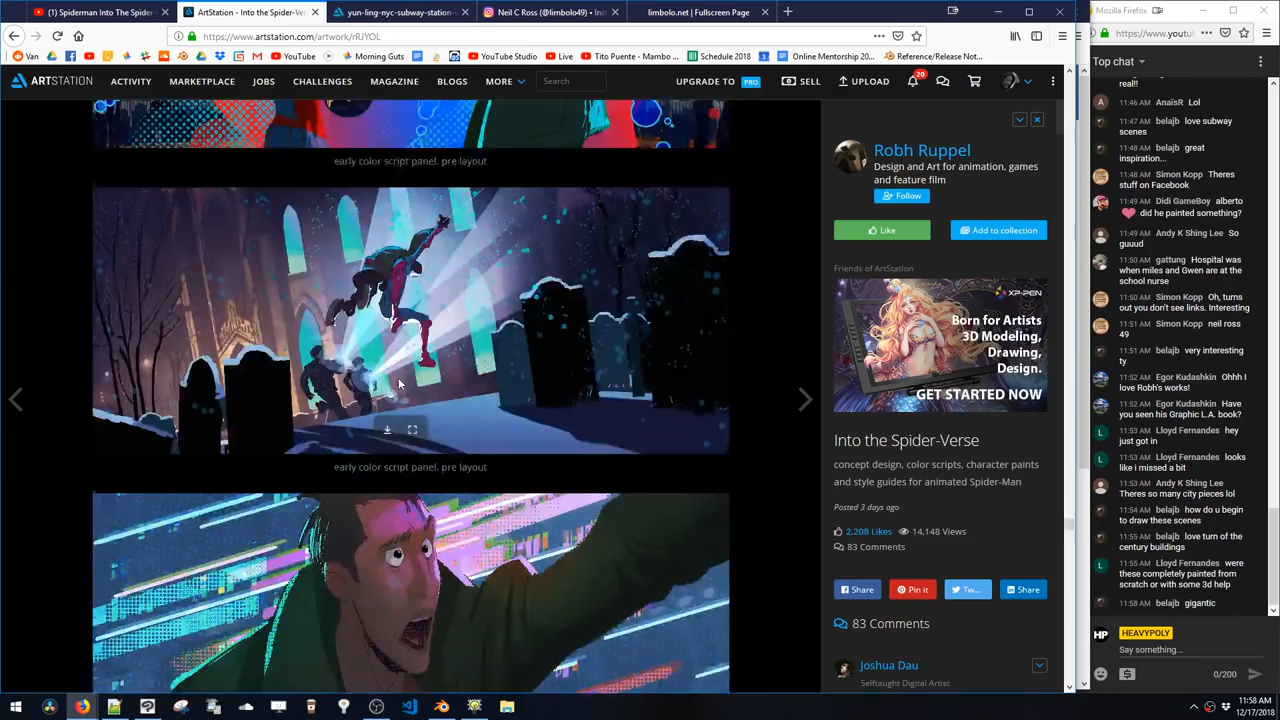 (1) Spiderman Into The Spider-
ArtStation - Into the Spider-Ve
yun-ling-nyc-subway-station-
Neil C Ross (@limbolo49) • Ins
limbolo.net | Fullscreen Page
Mozilla Firefox
https://www.artstation.com/artwork/rRJYOL
https://www.youtu
Van
YouTube
Morning Guts
YouTube Studio
Live
Tito Puente - Mambo ...
Schedule 2018
Online Mentorship 20...
Reference/Release Not...
ARTSTATION
ACTIVITY
MARKETPLACE
JOBS
CHALLENGES
MAGAZINE
BLOGS
MORE
Search
UPGRADE TO PRO
SELL
UPLOAD
20
early color script panel. pre layout
early color script panel. pre layout
Robh Ruppel
Design and Art for animation, games
and feature film
Follow
Like
Add to collection
Friends of ArtStation
XP-PEN
Born for Artists
3D Modeling,
Drawing,
Design.
GET STARTED NOW
Into the Spider-Verse
concept design, color scripts, character paints
and style guides for animated Spider-Man
Posted 3 days ago
2,208 Likes
14,148 Views
83 Comments
Share
Pin it
Tw...
Share
83 Comments
Joshua Dau
Selftaught Digital Artist
Top chat
real!!
11:46 AM AnaïsR Lol
11:47 AM belajb love subway
scenes
11:48 AM belajb great
inspiration...
11:48 AM Simon Kopp Theres
stuff on Facebook
11:49 AM Didi GameBoy alberto
did he painted something?
11:49 AM Andy K Shing Lee So
guuud
11:50 AM gattung Hospital was
when miles and Gwen are at the
school nurse
11:50 AM Simon Kopp Oh, turns
out you don't see links. Interesting
11:51 AM Simon Kopp neil ross
49
11:51 AM belajb very interesting
ty
11:52 AM Egor Kudashkin Ohhh I
love Robh's works!
11:52 AM Egor Kudashkin Have
you seen his Graphic L.A. book?
11:53 AM Lloyd Fernandes hey
just got in
11:53 AM Lloyd Fernandes looks
like i missed a bit
11:53 AM Andy K Shing Lee
Theres so many city pieces lol
11:54 AM belajb how do u begin
to draw these scenes
11:55 AM belajb love turn of the
century buildings
11:55 AM Lloyd Fernandes were
these completely painted from
scratch or with some 3d help
11:58 AM belajb gigantic
HP
HEAVYPOLY
Say something...
0/200
11:58 AM
12/17/2018